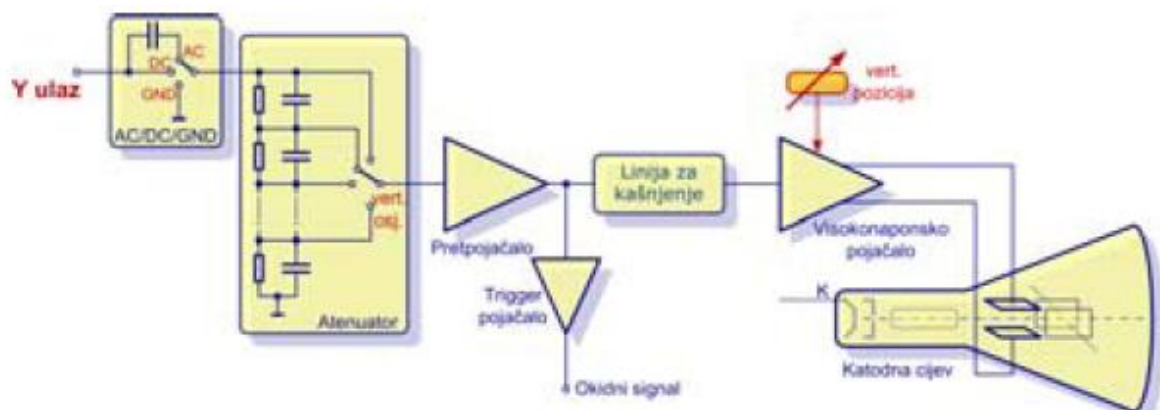 Y ulaz
AC
DC
GND
AC/DC/GND
vert.
osj.
Atenuator
Pretpojačalo
Trigger
pojačalo
Okidni signal
Linija za
kašnjenje
vert.
pozicija
Visokonaponsko
pojačalo
K
Katodna cijev